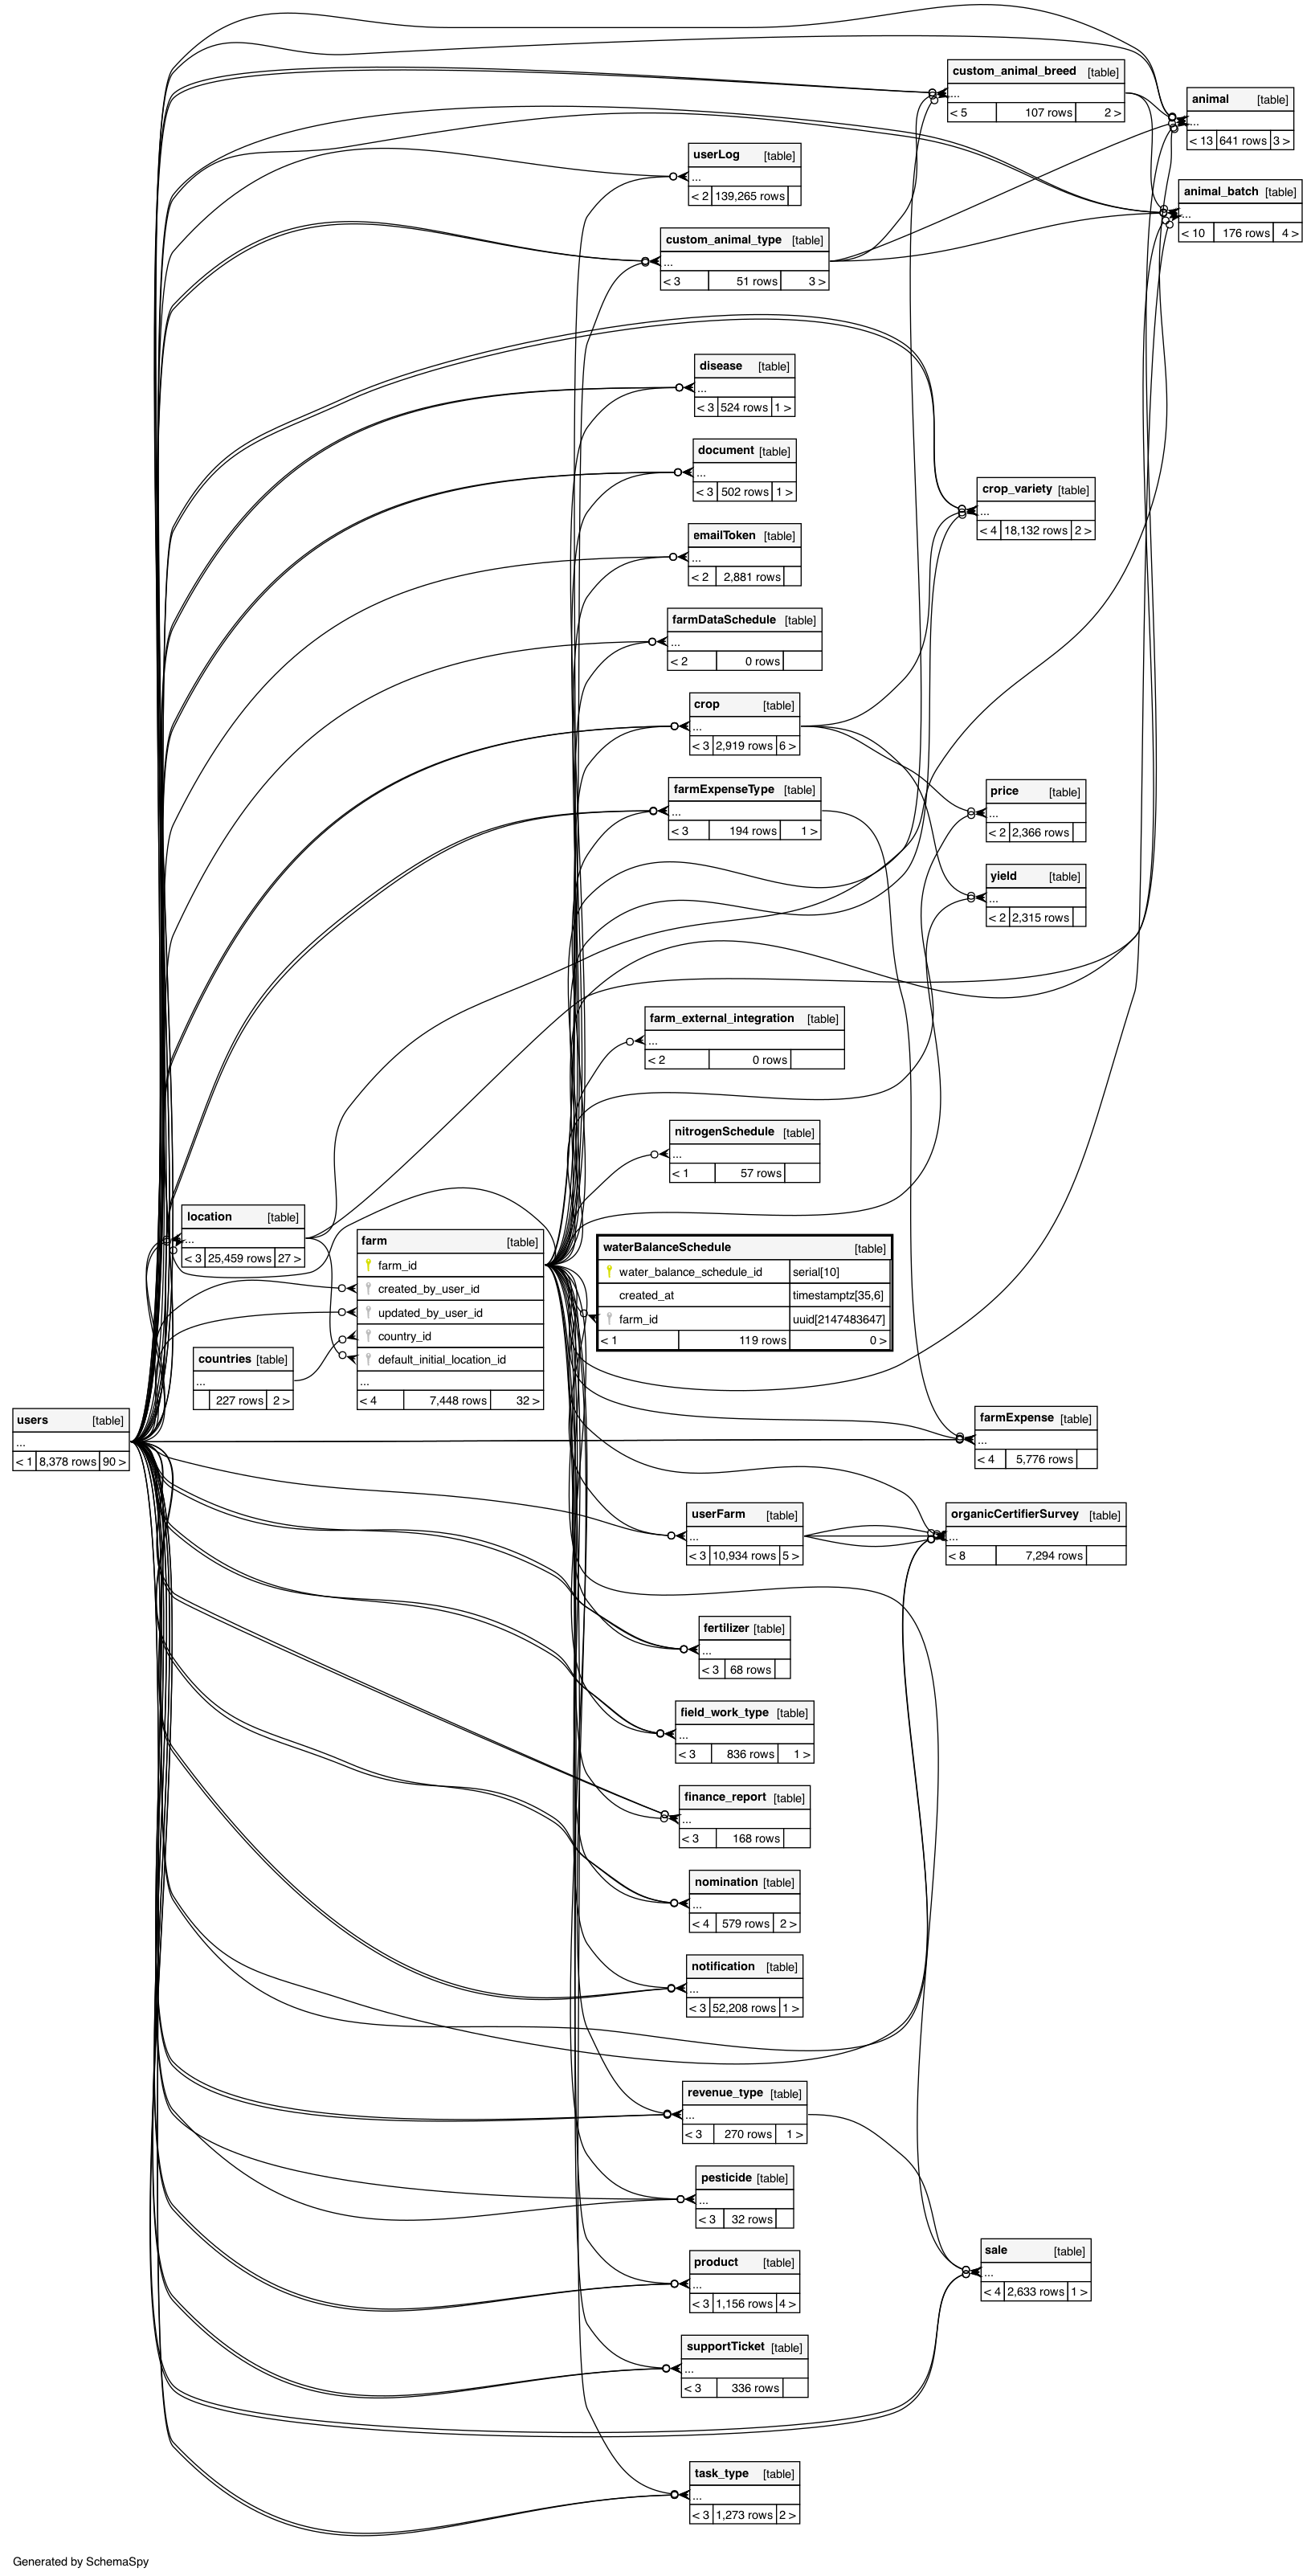 custom_animal_breed [table]
...
< 5 107 rows 2 >
animal [table]
...
< 13 641 rows 3 >
userLog [table]
...
< 2 139,265 rows
animal_batch [table]
...
< 10 176 rows 4 >
custom_animal_type [table]
...
< 3 51 rows 3 >
disease [table]
...
< 3 524 rows 1 >
document [table]
...
< 3 502 rows 1 >
crop_variety [table]
...
< 4 18,132 rows 2 >
emailToken [table]
...
< 2 2,881 rows
farmDataSchedule [table]
...
< 2 0 rows
crop [table]
...
< 3 2,919 rows 6 >
farmExpenseType [table]
...
< 3 194 rows 1 >
price [table]
...
< 2 2,366 rows
yield [table]
...
< 2 2,315 rows
farm_external_integration [table]
...
< 2 0 rows
nitrogenSchedule [table]
...
< 1 57 rows
location [table]
...
< 3 25,459 rows 27 >
farm [table]
farm_id
created_by_user_id
updated_by_user_id
country_id
default_initial_location_id
...
< 4 7,448 rows 32 >
waterBalanceSchedule [table]
water_balance_schedule_id serial[10]
created_at timestamptz[35,6]
farm_id uuid[2147483647]
< 1 119 rows 0 >
countries [table]
...
227 rows 2 >
users [table]
...
< 1 8,378 rows 90 >
farmExpense [table]
...
< 4 5,776 rows
userFarm [table]
...
< 3 10,934 rows 5 >
organicCertifierSurvey [table]
...
< 8 7,294 rows
fertilizer [table]
...
< 3 68 rows
field_work_type [table]
...
< 3 836 rows 1 >
finance_report [table]
...
< 3 168 rows
nomination [table]
...
< 4 579 rows 2 >
notification [table]
...
< 3 52,208 rows 1 >
revenue_type [table]
...
< 3 270 rows 1 >
pesticide [table]
...
< 3 32 rows
product [table]
...
< 3 1,156 rows 4 >
sale [table]
...
< 4 2,633 rows 1 >
supportTicket [table]
...
< 3 336 rows
task_type [table]
...
< 3 1,273 rows 2 >
Generated by SchemaSpy